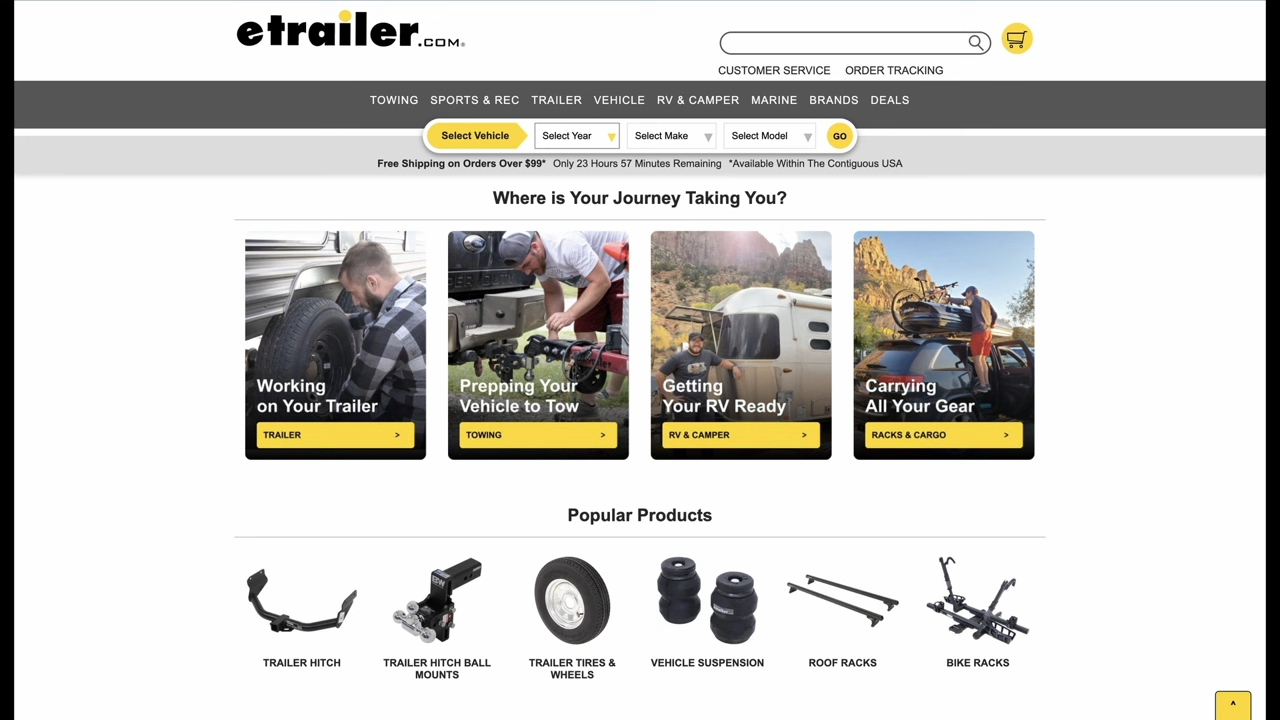 etrailer.com®
CUSTOMER SERVICE ORDER TRACKING
TOWING SPORTS & REC TRAILER VEHICLE RV & CAMPER MARINE BRANDS DEALS
Select Vehicle Select Year Select Make Select Model GO
Free Shipping on Orders Over $99* Only 23 Hours 57 Minutes Remaining *Available Within The Contiguous USA
Where is Your Journey Taking You?
Working
on Your Trailer
TRAILER >
Prepping Your
Vehicle to Tow
TOWING >
Getting
Your RV Ready
RV & CAMPER >
Carrying
All Your Gear
RACKS & CARGO >
Popular Products
TRAILER HITCH
TRAILER HITCH BALL
MOUNTS
TRAILER TIRES &
WHEELS
VEHICLE SUSPENSION
ROOF RACKS
BIKE RACKS
^